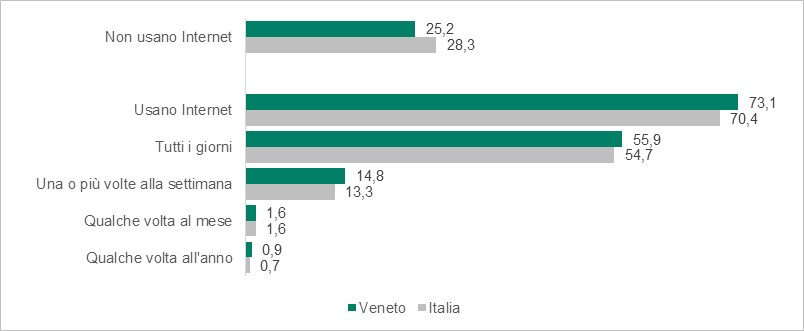 Non usano Internet
25,2
28,3
Usano Internet
73,1
70,4
Tutti i giorni
55,9
54,7
Una o più volte alla settimana
14,8
13,3
Qualche volta al mese
1,6
1,6
Qualche volta all'anno
0,9
0,7
Veneto Italia